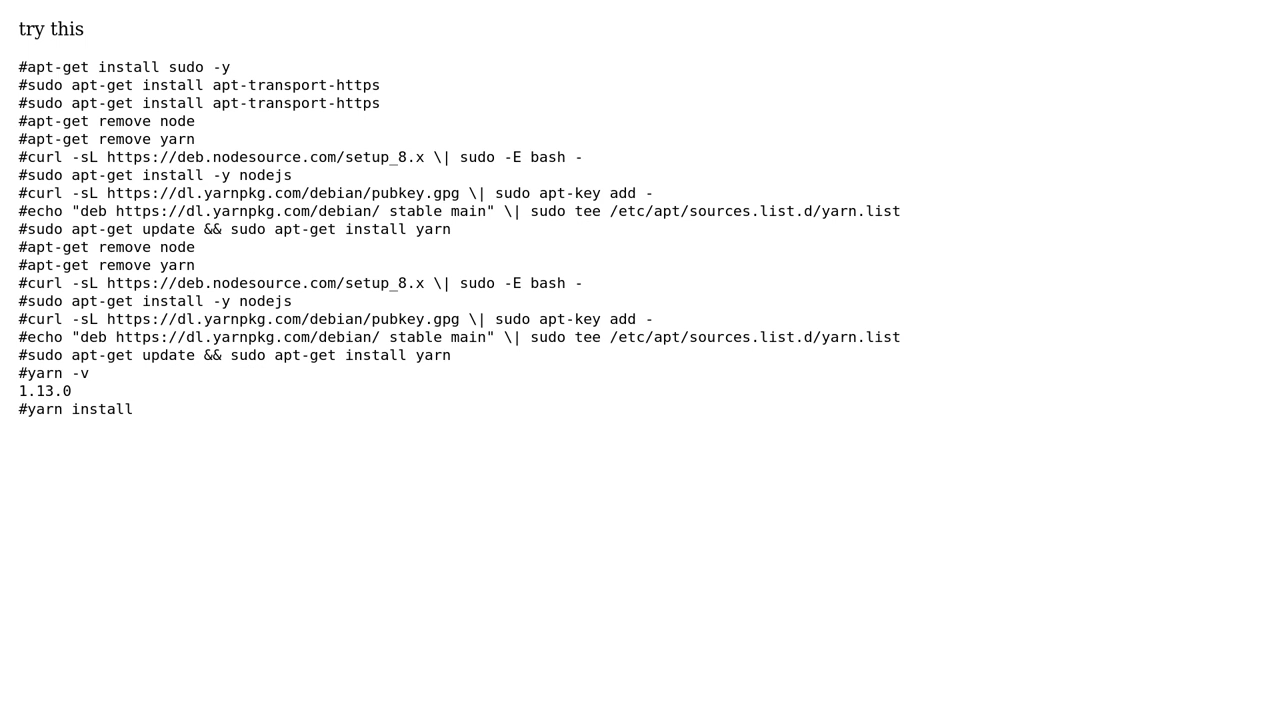 try this
#apt-get install sudo -y
#sudo apt-get install apt-transport-https
#sudo apt-get install apt-transport-https
#apt-get remove node
#apt-get remove yarn
#curl -sL https://deb.nodesource.com/setup_8.x \| sudo -E bash -
#sudo apt-get install -y nodejs
#curl -sL https://dl.yarnpkg.com/debian/pubkey.gpg \| sudo apt-key add -
#echo "deb https://dl.yarnpkg.com/debian/ stable main" \| sudo tee /etc/apt/sources.list.d/yarn.list
#sudo apt-get update && sudo apt-get install yarn
#apt-get remove node
#apt-get remove yarn
#curl -sL https://deb.nodesource.com/setup_8.x \| sudo -E bash -
#sudo apt-get install -y nodejs
#curl -sL https://dl.yarnpkg.com/debian/pubkey.gpg \| sudo apt-key add -
#echo "deb https://dl.yarnpkg.com/debian/ stable main" \| sudo tee /etc/apt/sources.list.d/yarn.list
#sudo apt-get update && sudo apt-get install yarn
#yarn -v
1.13.0
#yarn install